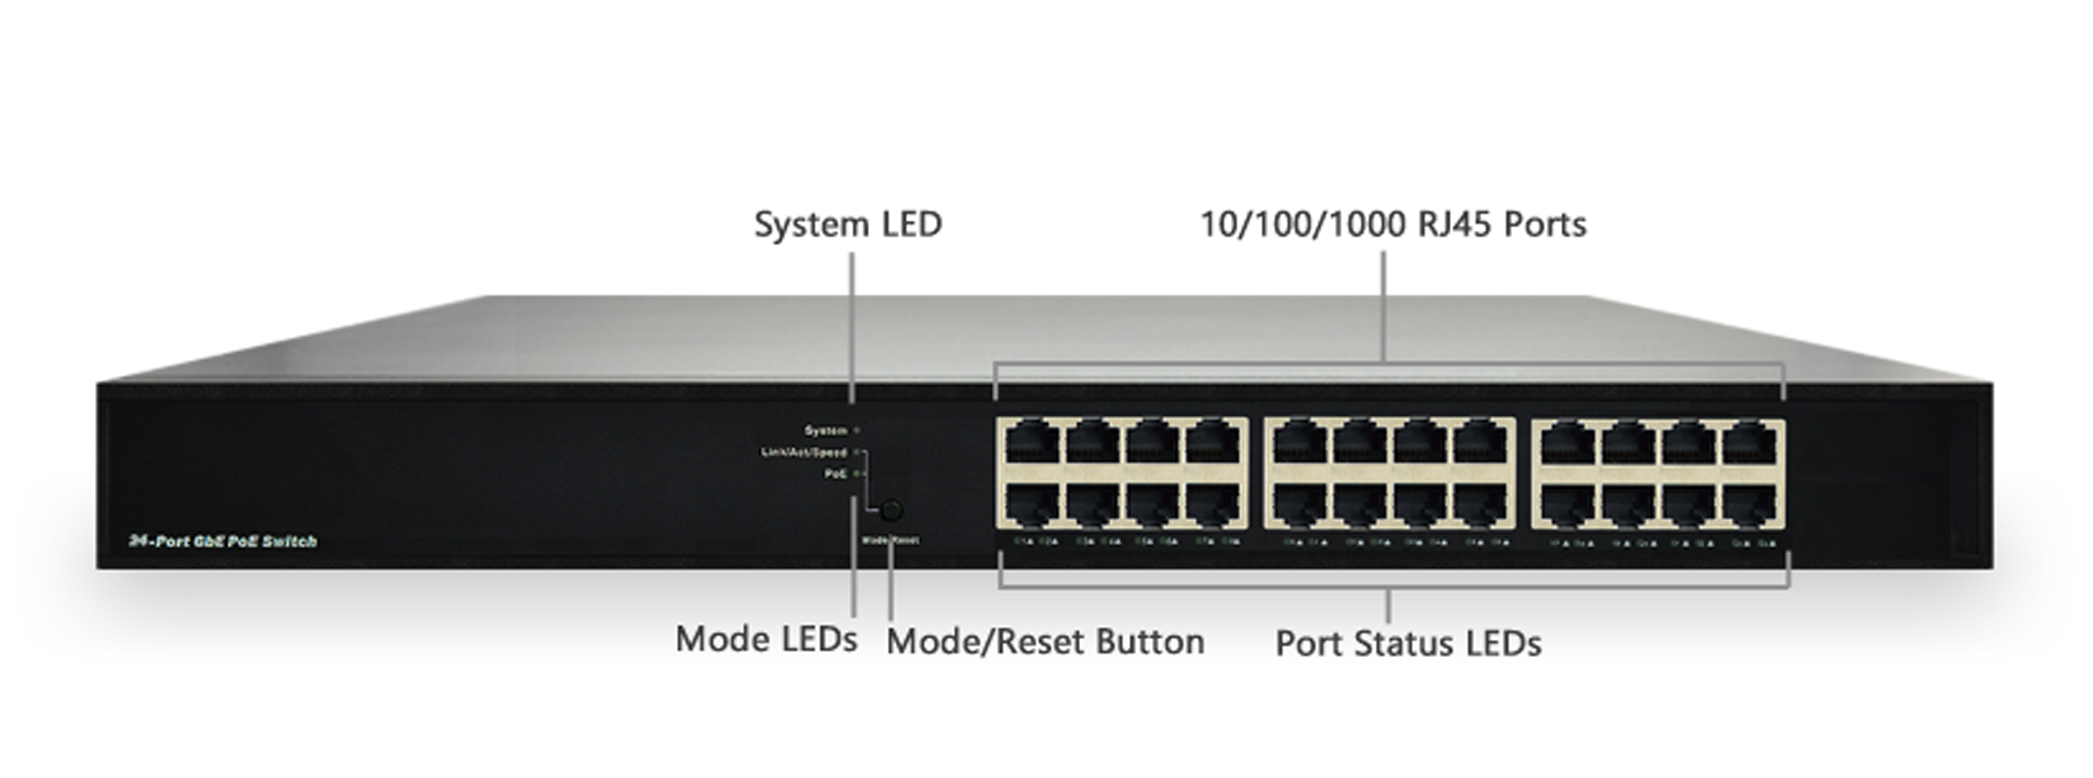 System LED
10/100/1000 RJ45 Ports
System
Link/Act/Speed
PoE
24-Port GbE PoE Switch
Mode/Reset
Mode LEDs
Mode/Reset Button
Port Status LEDs